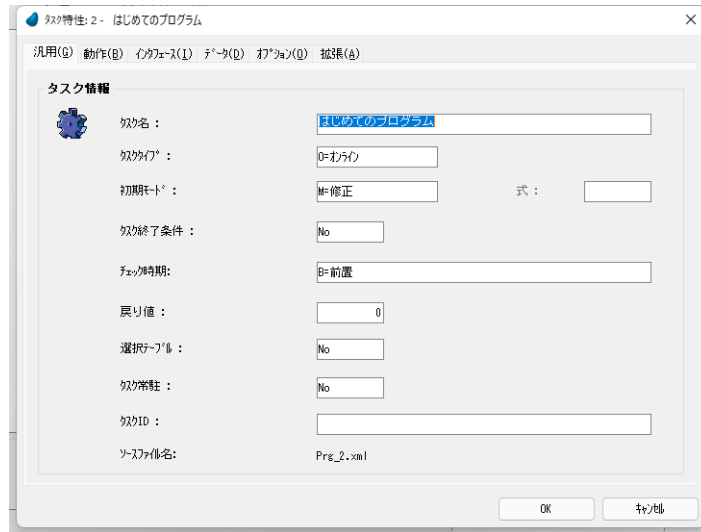 タスク特性: 2 - はじめてのプログラム
汎用(G) 動作(B) インタフェース(I) データ(D) オプション(O) 拡張(A)
タスク情報
タスク名 : はじめてのプログラム
タスクタイプ : O=オンライン
初期モード : M=修正 式 :
タスク終了条件 : No
チェック時期: B=前置
戻り値 : 0
選択テーブル : No
タスク常駐 : No
タスクID :
ソースファイル名: Prg_2.xml
OK キャンセル